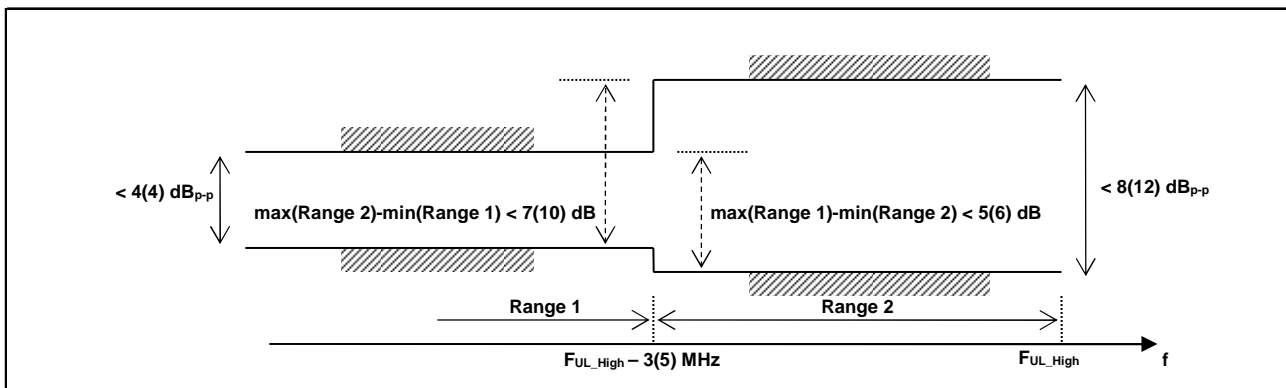 < 4(4) dBp-p
max(Range 2)-min(Range 1) < 7(10) dB
max(Range 1)-min(Range 2) < 5(6) dB
< 8(12) dBp-p
Range 1
Range 2
FUL_High – 3(5) MHz
FUL_High
f